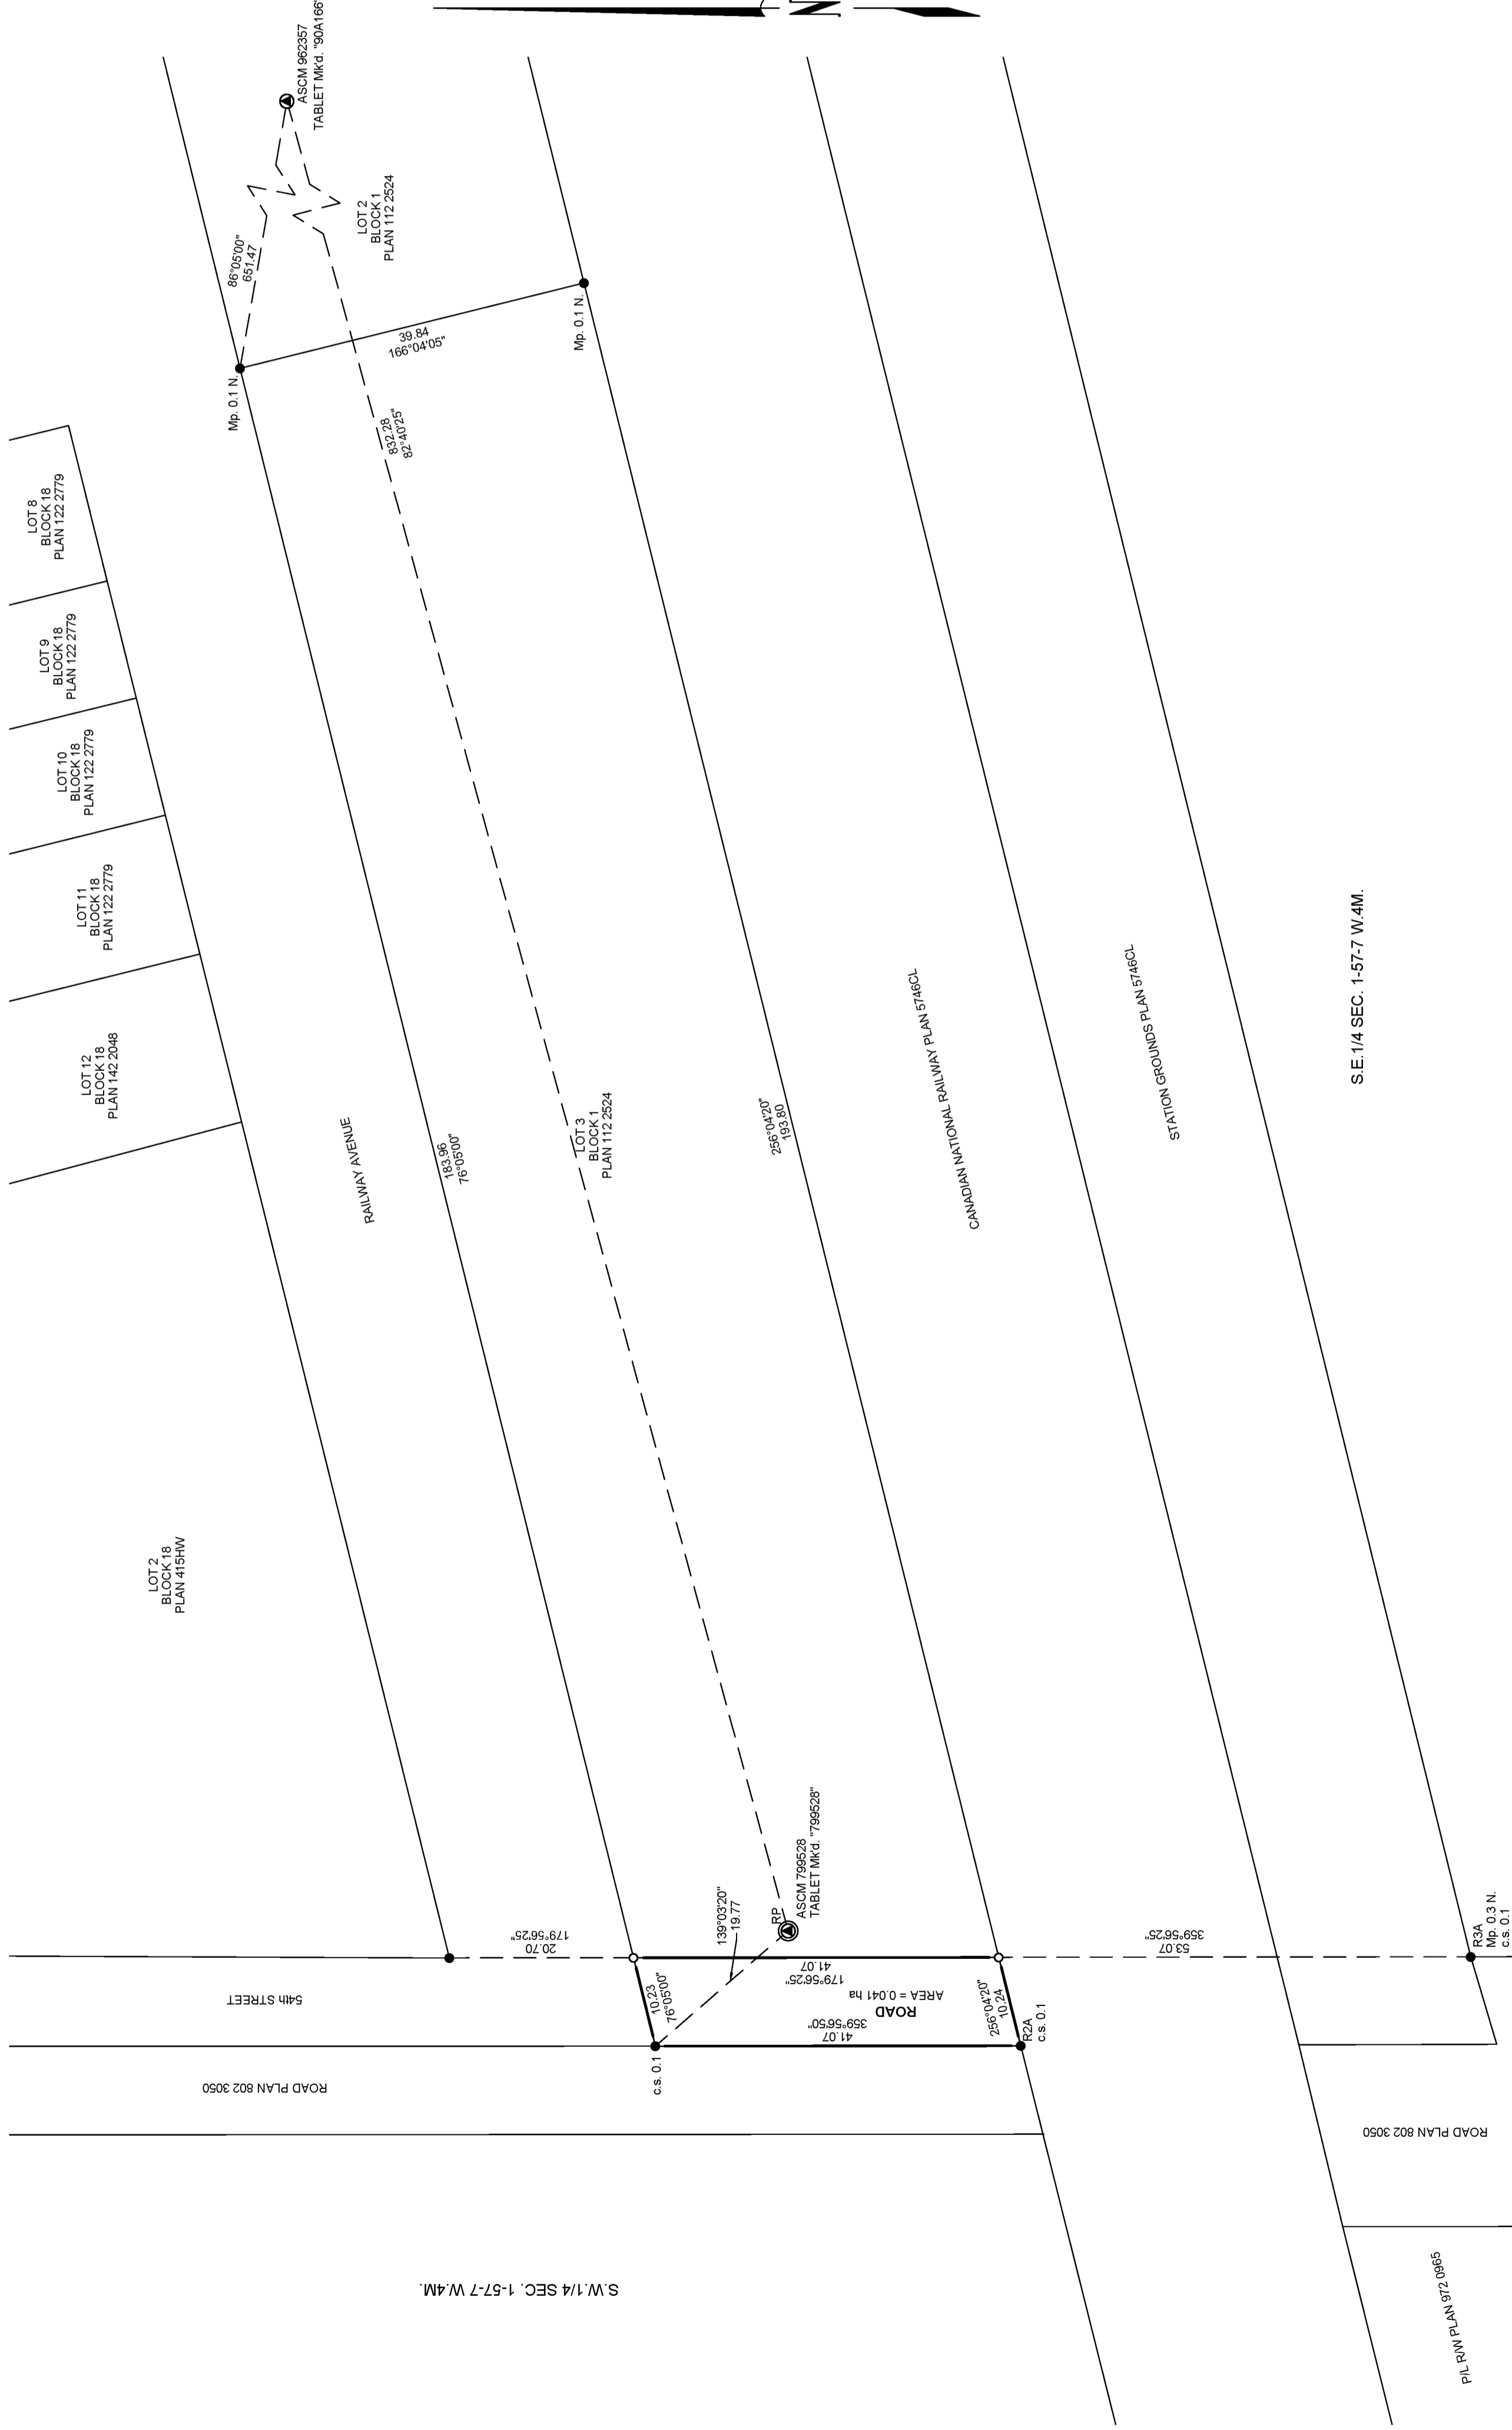 N
ASCM 962357
TABLET Mk'd. "90A166"
86°05'00"
651.47
LOT 2
BLOCK 1
PLAN 112 2524
Mp. 0.1 N.
39.84
166°04'05"
Mp. 0.1 N.
832.28
82°40'25"
LOT 8
BLOCK 18
PLAN 122 2779
LOT 9
BLOCK 18
PLAN 122 2779
LOT 10
BLOCK 18
PLAN 122 2779
LOT 11
BLOCK 18
PLAN 122 2779
LOT 12
BLOCK 18
PLAN 142 2048
RAILWAY AVENUE
183.96
76°05'00"
LOT 3
BLOCK 1
PLAN 112 2524
256°04'20"
193.80
CANADIAN NATIONAL RAILWAY PLAN 5746CL
STATION GROUNDS PLAN 5746CL
S.E.1/4 SEC. 1-57-7 W.4M.
LOT 2
BLOCK 18
PLAN 415HW
139°03'20"
19.77
RP
ASCM 799528
TABLET Mk'd. "799528"
179°56'25"
20.70
54th STREET
10.23
76°05'00"
179°56'25"
41.07
ROAD
AREA = 0.041 ha
359°56'50"
41.07
256°04'20"
10.24
R2A
c.s. 0.1
c.s. 0.1
359°56'25"
53.07
R3A
Mp. 0.3 N.
c.s. 0.1
ROAD PLAN 802 3050
ROAD PLAN 802 3050
S.W.1/4 SEC. 1-57-7 W.4M.
P/L R/W PLAN 972 0965